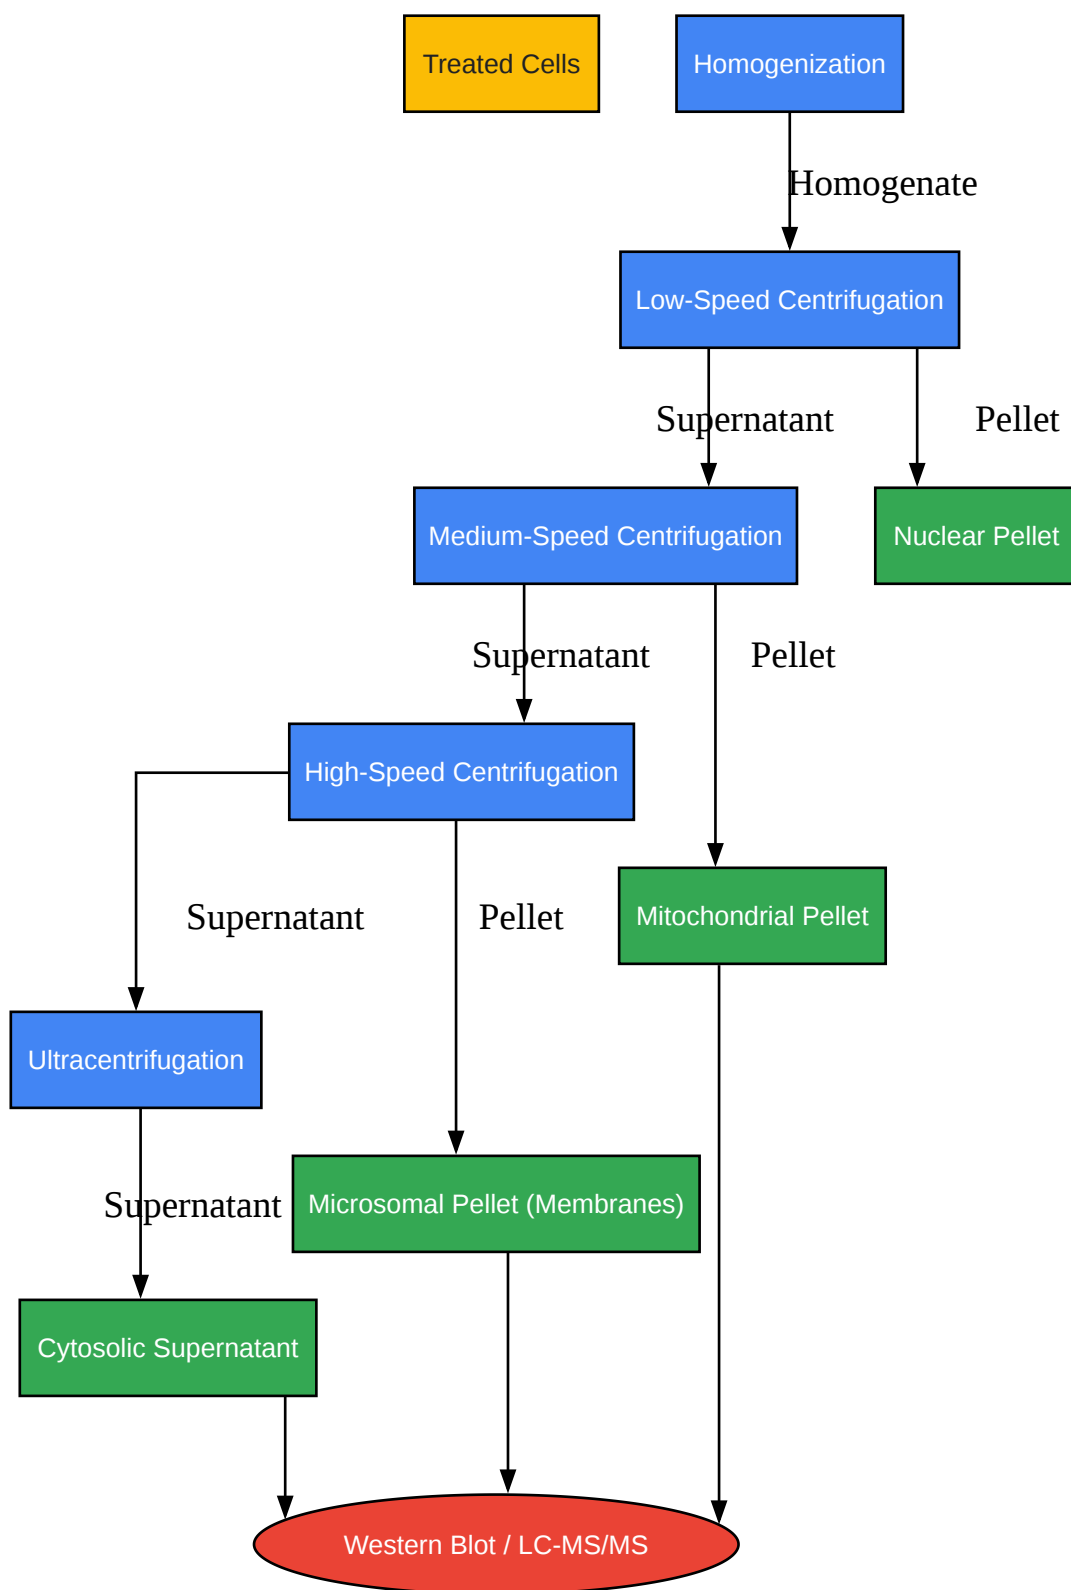 Treated Cells
Homogenization
Homogenate
Low-Speed Centrifugation
Supernatant
Pellet
Medium-Speed Centrifugation
Nuclear Pellet
Supernatant
Pellet
High-Speed Centrifugation
Supernatant
Pellet
Mitochondrial Pellet
Ultracentrifugation
Supernatant
Microsomal Pellet (Membranes)
Cytosolic Supernatant
Western Blot / LC-MS/MS